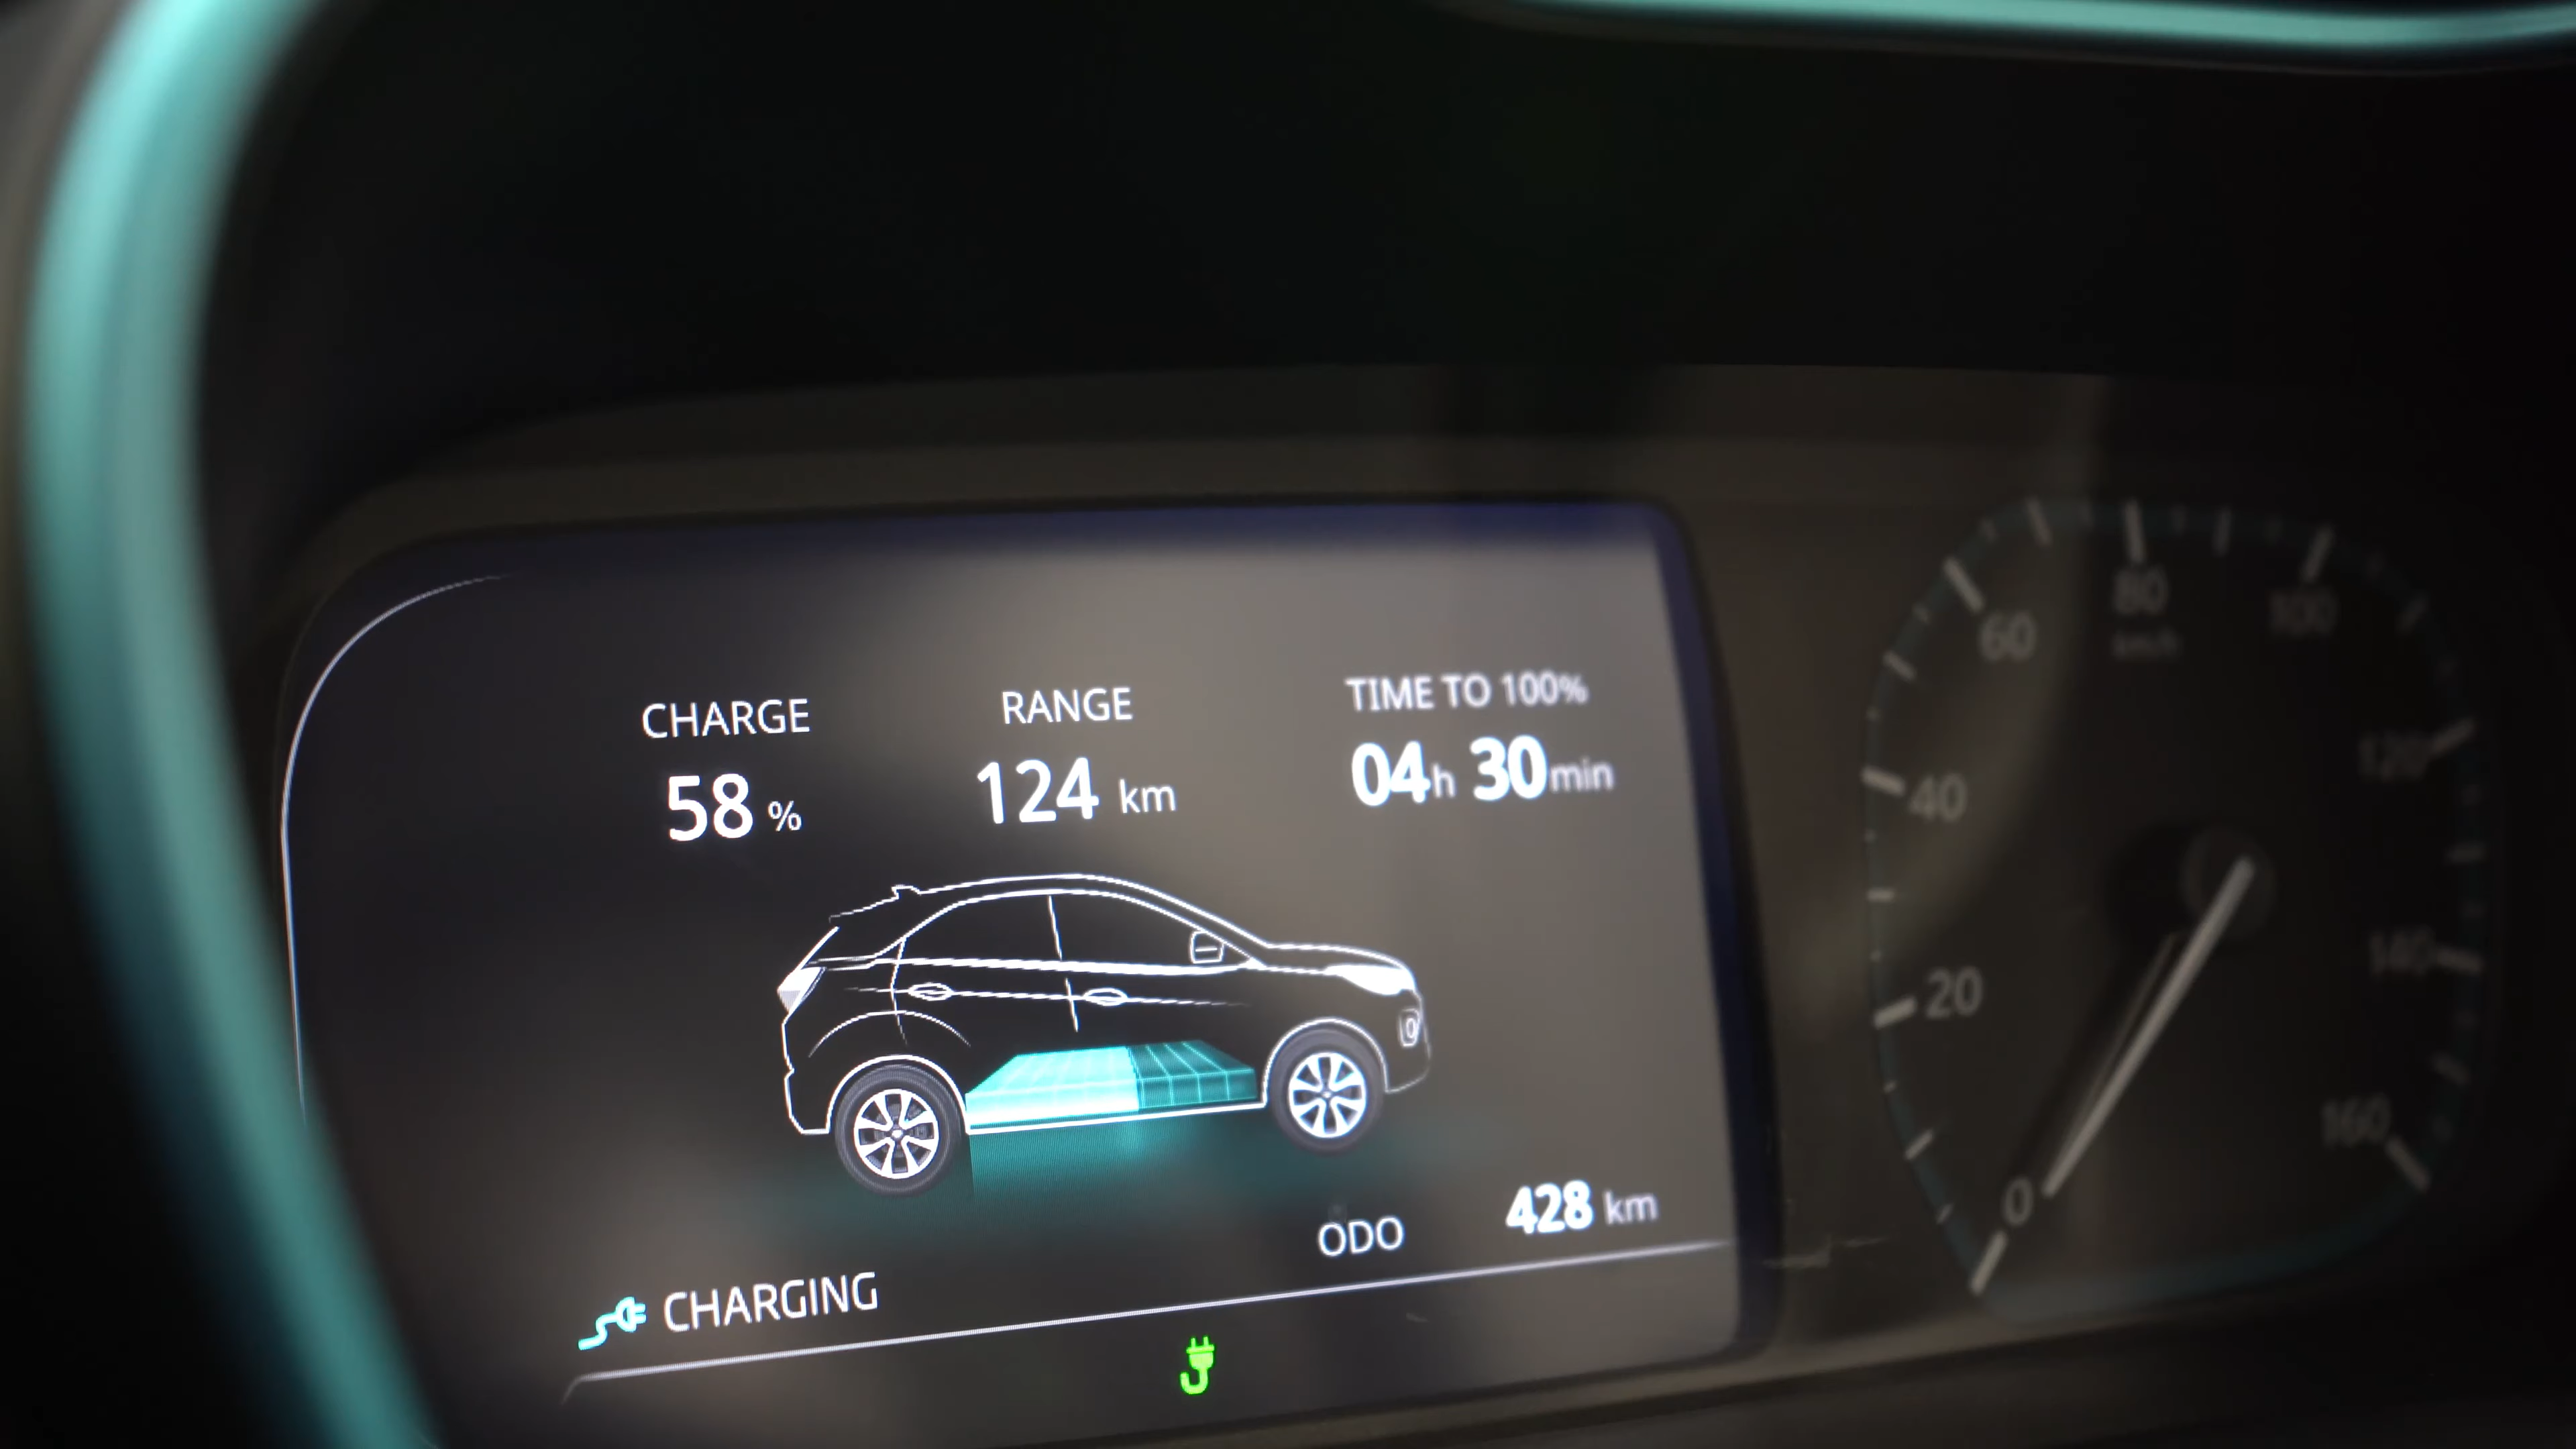 CHARGE
58 %
RANGE
124 km
TIME TO 100%
04h 30min
ODO 428 km
CHARGING
0
20
40
60
80
km/h
100
120
140
160